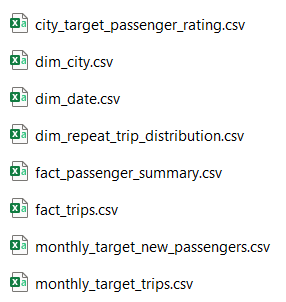 city_target_passenger_rating.csv
dim_city.csv
dim_date.csv
dim_repeat_trip_distribution.csv
fact_passenger_summary.csv
fact_trips.csv
monthly_target_new_passengers.csv
monthly_target_trips.csv